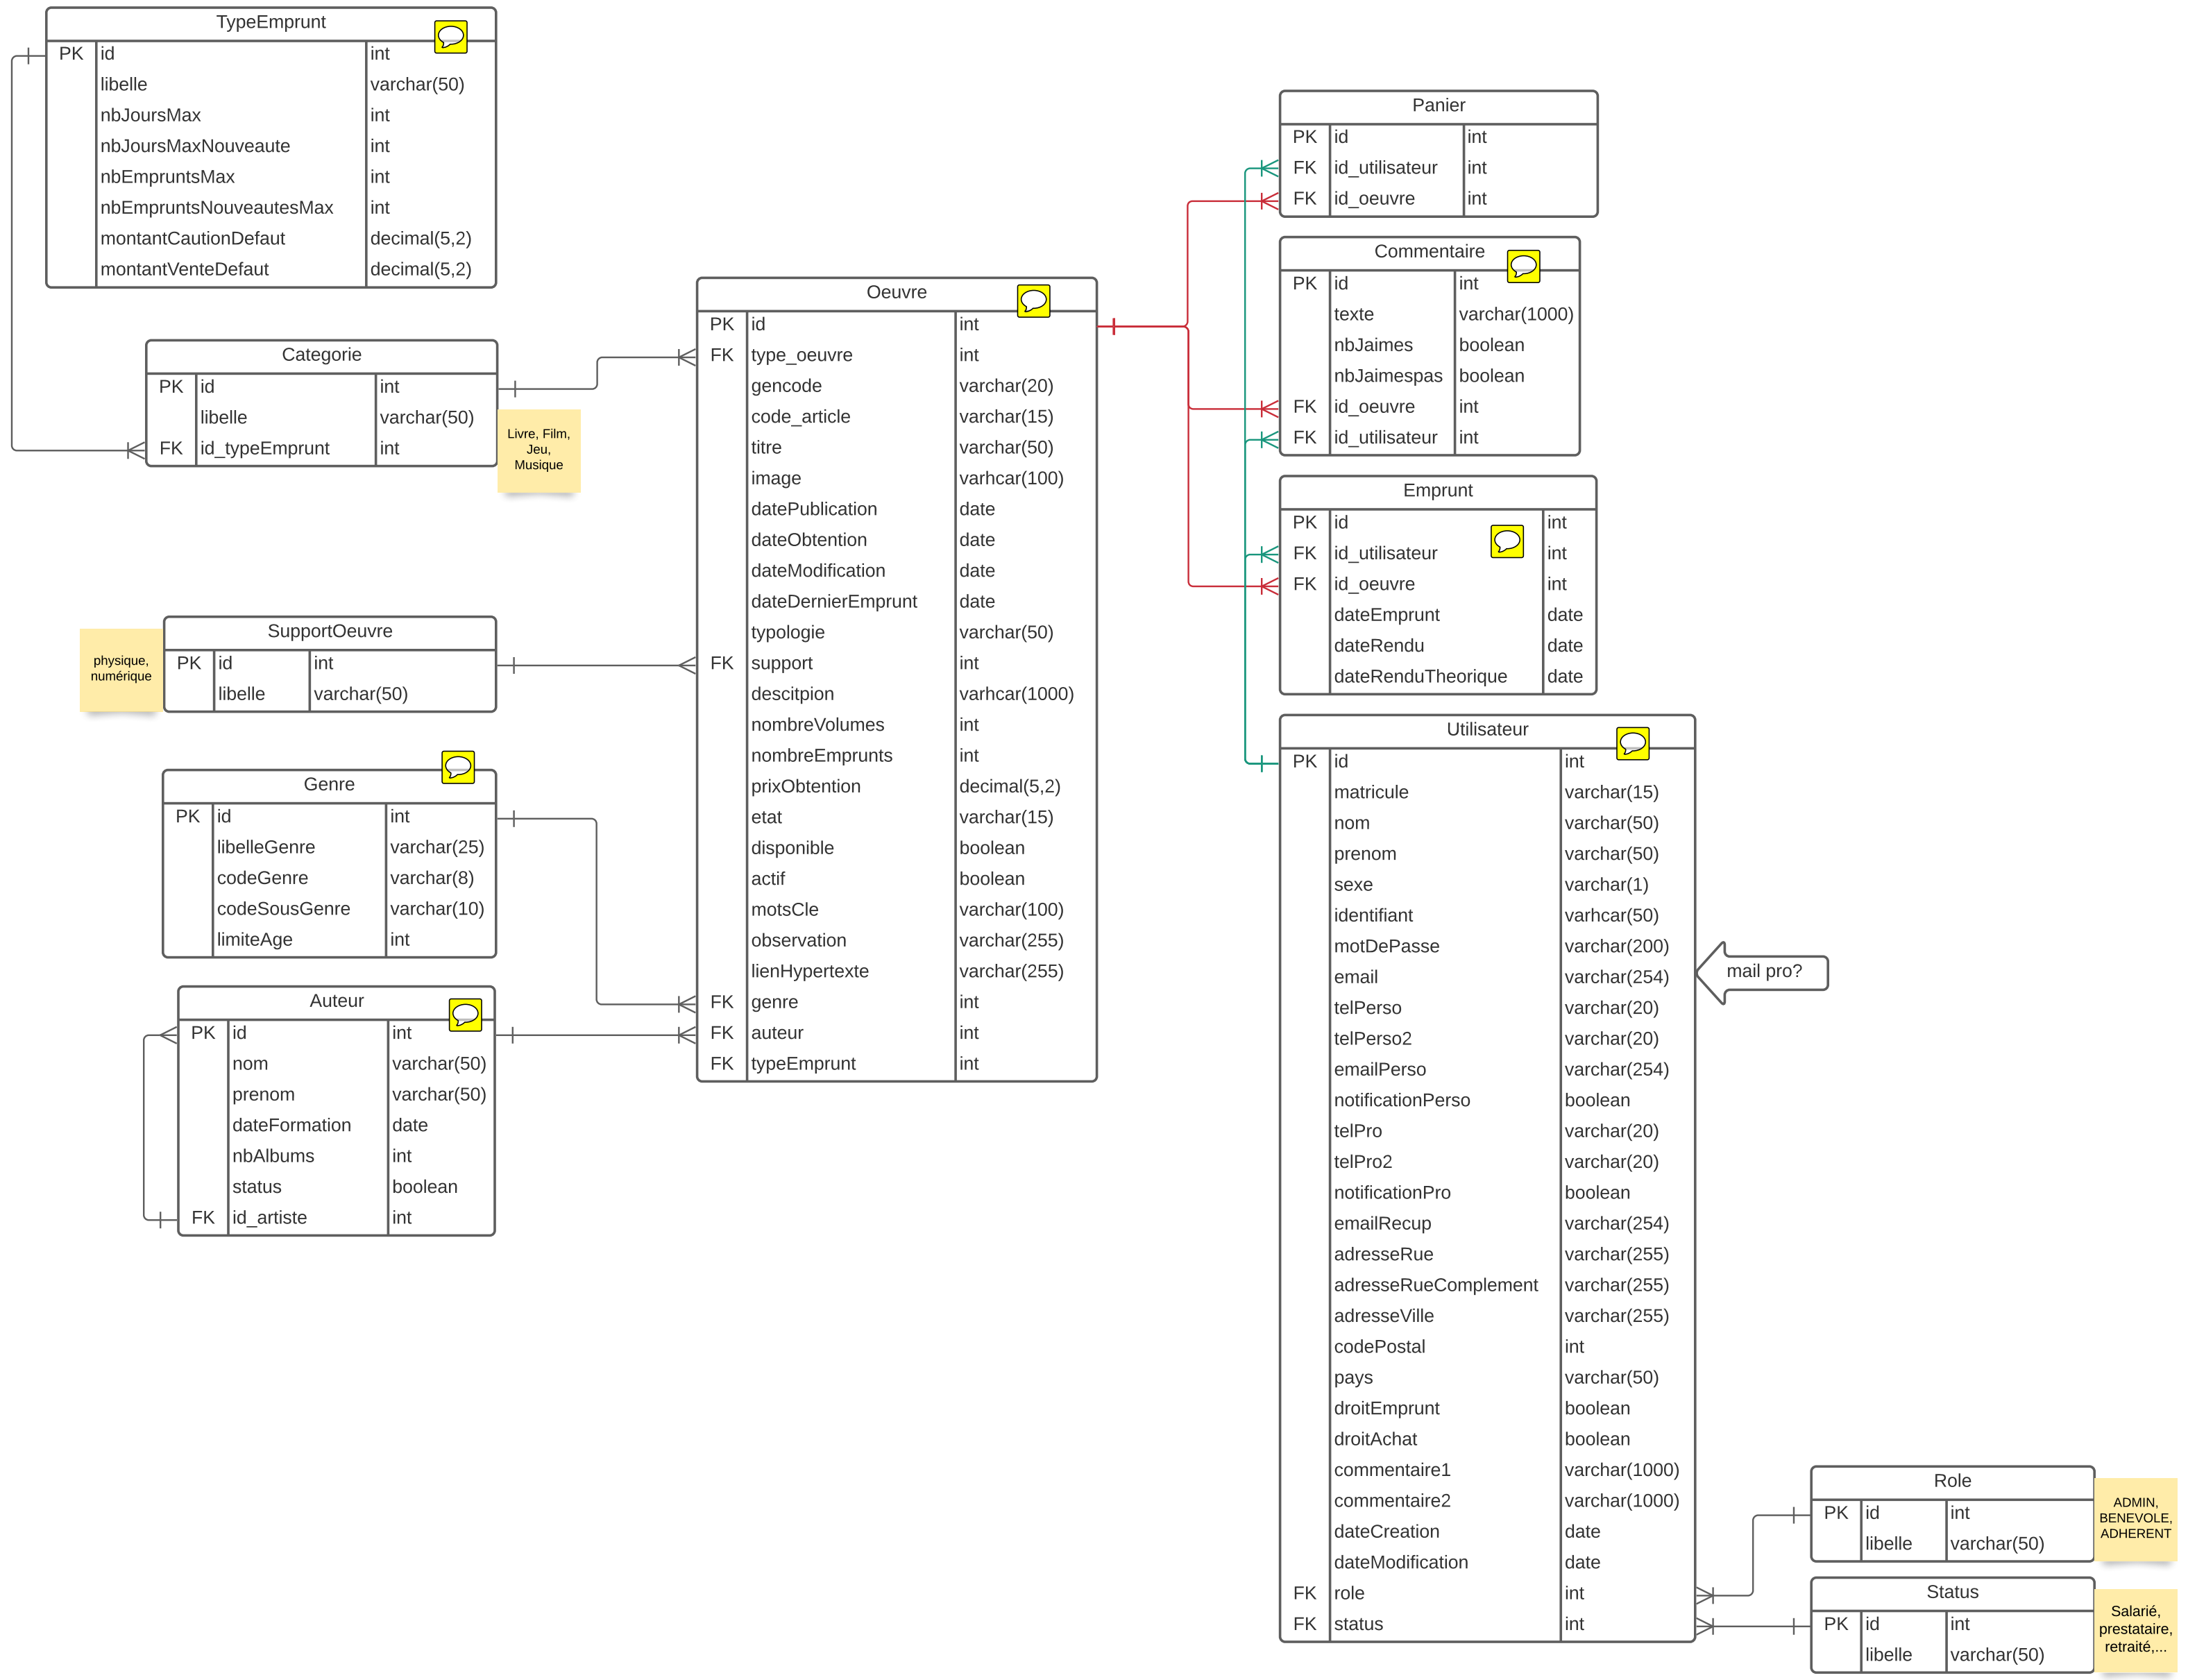 TypeEmprunt
PK id int
libelle varchar(50)
nbJoursMax int
nbJoursMaxNouveaute int
nbEmpruntsMax int
nbEmpruntsNouveautesMax int
montantCautionDefaut decimal(5,2)
montantVenteDefaut decimal(5,2)
Categorie
PK id int
libelle varchar(50)
FK id_typeEmprunt int
Livre, Film,
Jeu,
Musique
SupportOeuvre
PK id int
libelle varchar(50)
physique,
numérique
Genre
PK id int
libelleGenre varchar(25)
codeGenre varchar(8)
codeSousGenre varchar(10)
limiteAge int
Auteur
PK id int
nom varchar(50)
prenom varchar(50)
dateFormation date
nbAlbums int
status boolean
FK id_artiste int
Oeuvre
PK id int
FK type_oeuvre int
gencode varchar(20)
code_article varchar(15)
titre varchar(50)
image varhcar(100)
datePublication date
dateObtention date
dateModification date
dateDernierEmprunt date
typologie varchar(50)
FK support int
descitpion varhcar(1000)
nombreVolumes int
nombreEmprunts int
prixObtention decimal(5,2)
etat varchar(15)
disponible boolean
actif boolean
motsCle varchar(100)
observation varchar(255)
lienHypertexte varchar(255)
FK genre int
FK auteur int
FK typeEmprunt int
Panier
PK id int
FK id_utilisateur int
FK id_oeuvre int
Commentaire
PK id int
texte varchar(1000)
nbJaimes boolean
nbJaimespas boolean
FK id_oeuvre int
FK id_utilisateur int
Emprunt
PK id int
FK id_utilisateur int
FK id_oeuvre int
dateEmprunt date
dateRendu date
dateRenduTheorique date
Utilisateur
PK id int
matricule varchar(15)
nom varchar(50)
prenom varchar(50)
sexe varchar(1)
identifiant varhcar(50)
motDePasse varchar(200)
email varchar(254)
telPerso varchar(20)
telPerso2 varchar(20)
emailPerso varchar(254)
notificationPerso boolean
telPro varchar(20)
telPro2 varchar(20)
notificationPro boolean
emailRecup varchar(254)
adresseRue varchar(255)
adresseRueComplement varchar(255)
adresseVille varchar(255)
codePostal int
pays varchar(50)
droitEmprunt boolean
droitAchat boolean
commentaire1 varchar(1000)
commentaire2 varchar(1000)
dateCreation date
dateModification date
FK role int
FK status int
mail pro?
Role
PK id int
libelle varchar(50)
ADMIN,
BENEVOLE,
ADHERENT
Status
PK id int
libelle varchar(50)
Salarié,
prestataire,
retraité,...